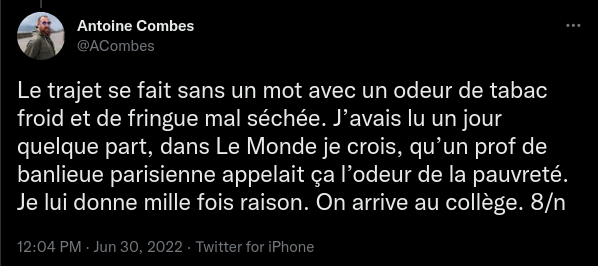 Antoine Combes
@ACombes
Le trajet se fait sans un mot avec un odeur de tabac
froid et de fringue mal séchée. J’avais lu un jour
quelque part, dans Le Monde je crois, qu’un prof de
banlieue parisienne appelait ça l’odeur de la pauvreté.
Je lui donne mille fois raison. On arrive au collège. 8/n
12:04 PM · Jun 30, 2022 · Twitter for iPhone